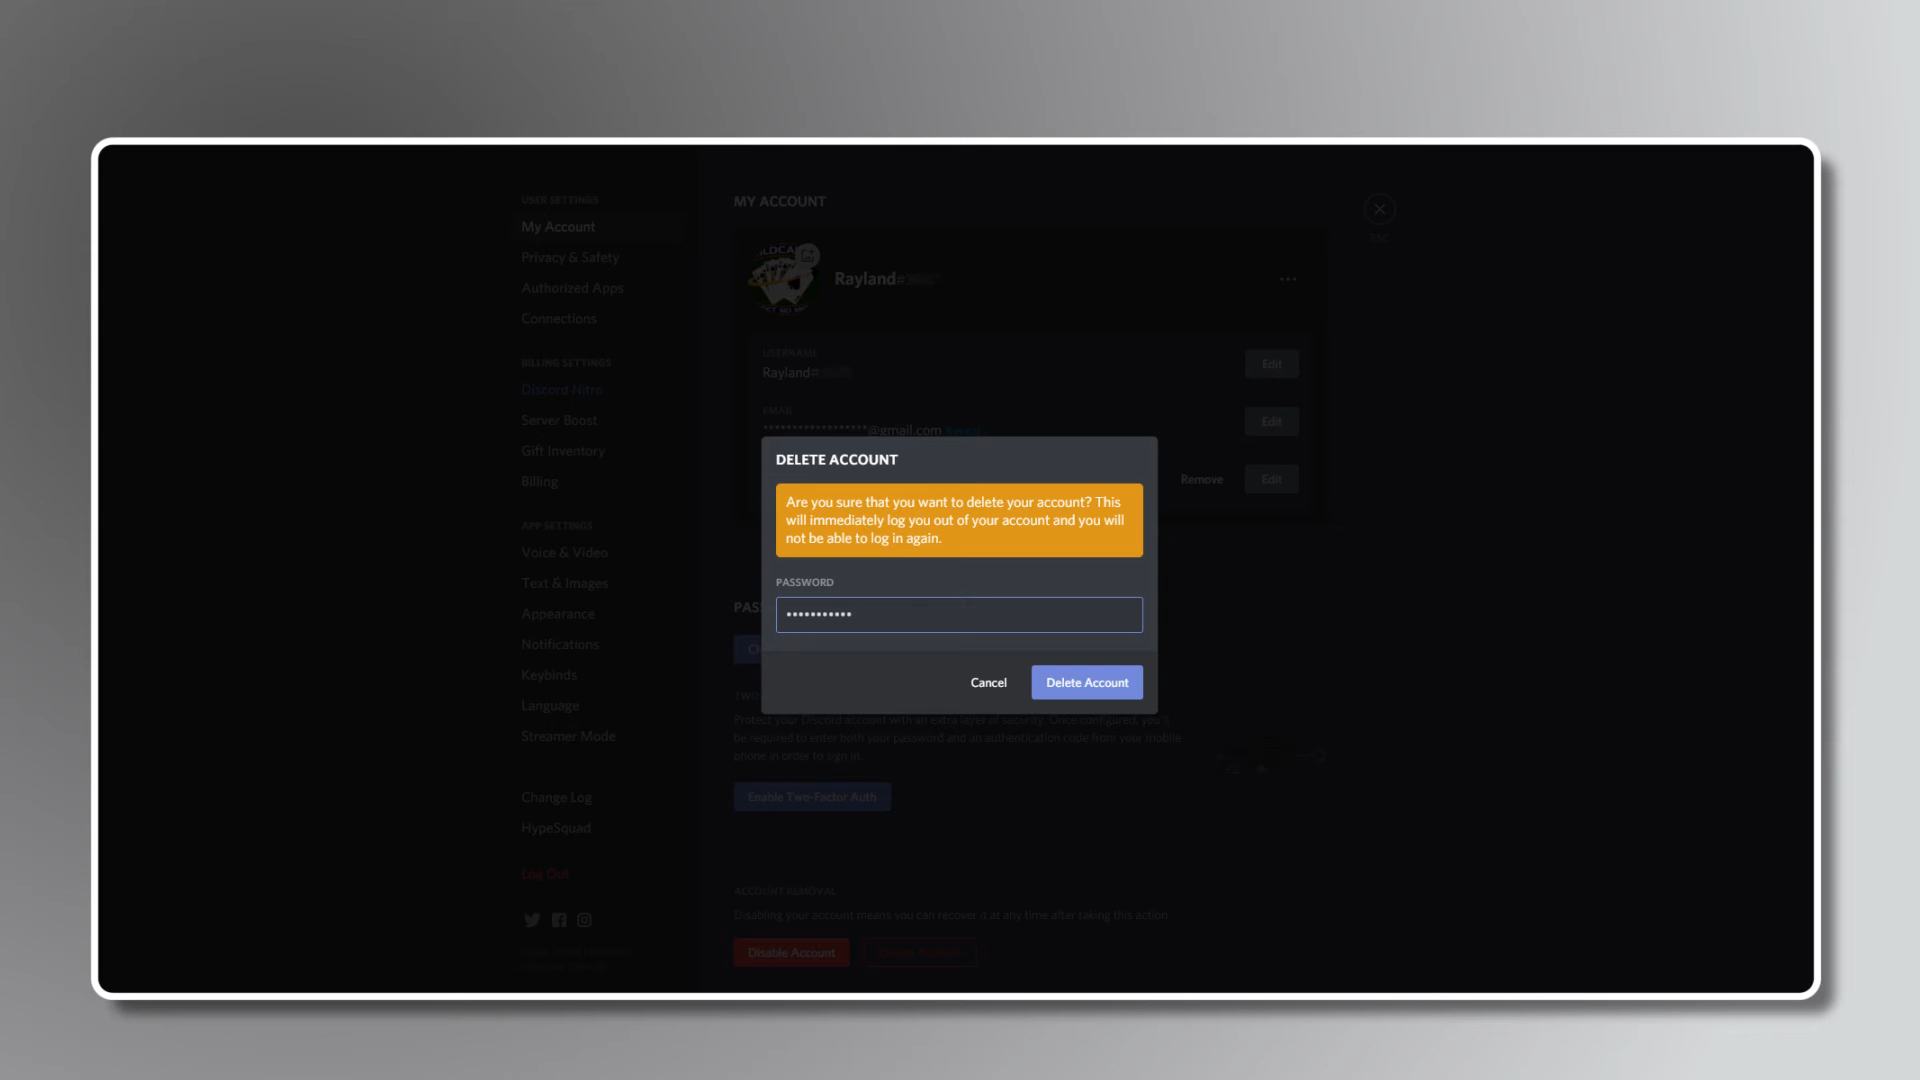 USER SETTINGS
My Account
Privacy & Safety
Authorized Apps
Connections
BILLING SETTINGS
Discord Nitro
Server Boost
Gift Inventory
Billing
APP SETTINGS
Voice & Video
Text & Images
Appearance
Notifications
Keybinds
Language
Streamer Mode
Change Log
HypeSquad
Log Out
MY ACCOUNT
ESC
Rayland#
USERNAME
Rayland#
Edit
EMAIL
******************@gmail.com Reveal
Edit
Remove
Edit
DELETE ACCOUNT
Are you sure that you want to delete your account? This
will immediately log you out of your account and you will
not be able to log in again.
PASSWORD
•••••••••••
Cancel
Delete Account
Protect your Discord account with an extra layer of security. Once configured, you'll
be required to enter both your password and an authentication code from your mobile
phone in order to sign in.
Enable Two-Factor Auth
ACCOUNT REMOVAL
Disabling your account means you can recover it at any time after taking this action
Disable Account
Delete Account